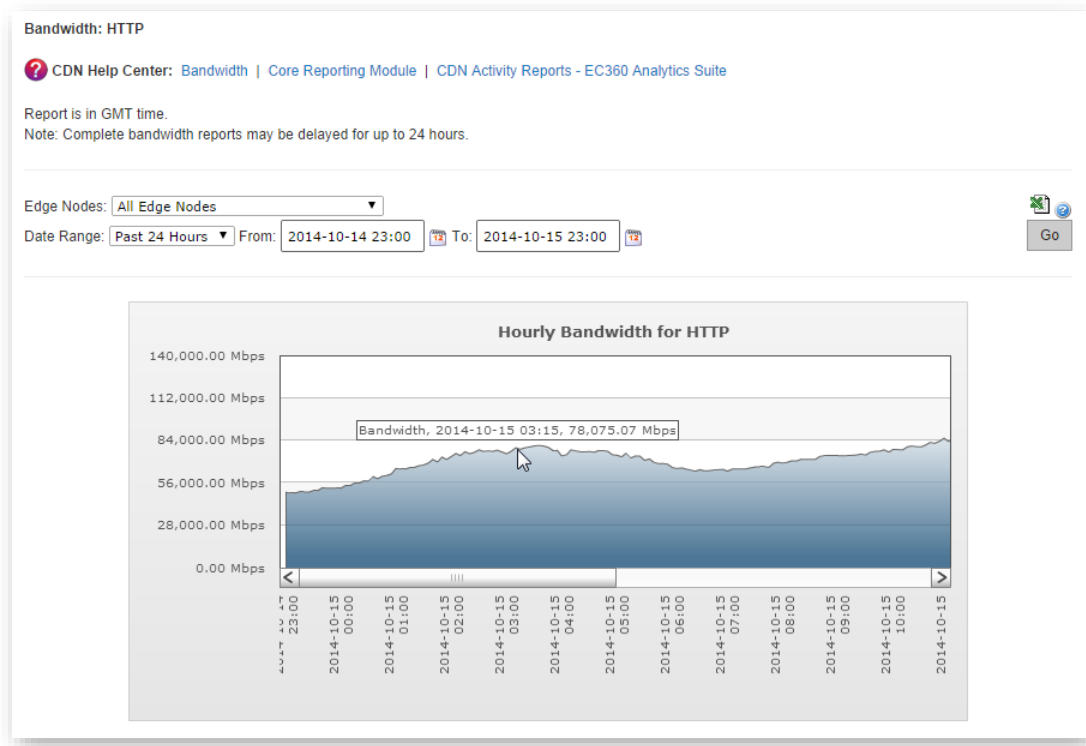 Bandwidth: HTTP
? CDN Help Center: Bandwidth | Core Reporting Module | CDN Activity Reports - EC360 Analytics Suite
Report is in GMT time.
Note: Complete bandwidth reports may be delayed for up to 24 hours.
Edge Nodes: All Edge Nodes
Date Range: Past 24 Hours From: 2014-10-14 23:00 12 To: 2014-10-15 23:00 12
?
Go
Hourly Bandwidth for HTTP
140,000.00 Mbps
112,000.00 Mbps
84,000.00 Mbps
56,000.00 Mbps
28,000.00 Mbps
0.00 Mbps
Bandwidth, 2014-10-15 03:15, 78,075.07 Mbps
23:00
2014-10-15
00:00
2014-10-15
01:00
2014-10-15
02:00
2014-10-15
03:00
2014-10-15
04:00
2014-10-15
05:00
2014-10-15
06:00
2014-10-15
07:00
2014-10-15
08:00
2014-10-15
09:00
2014-10-15
10:00
2014-10-15